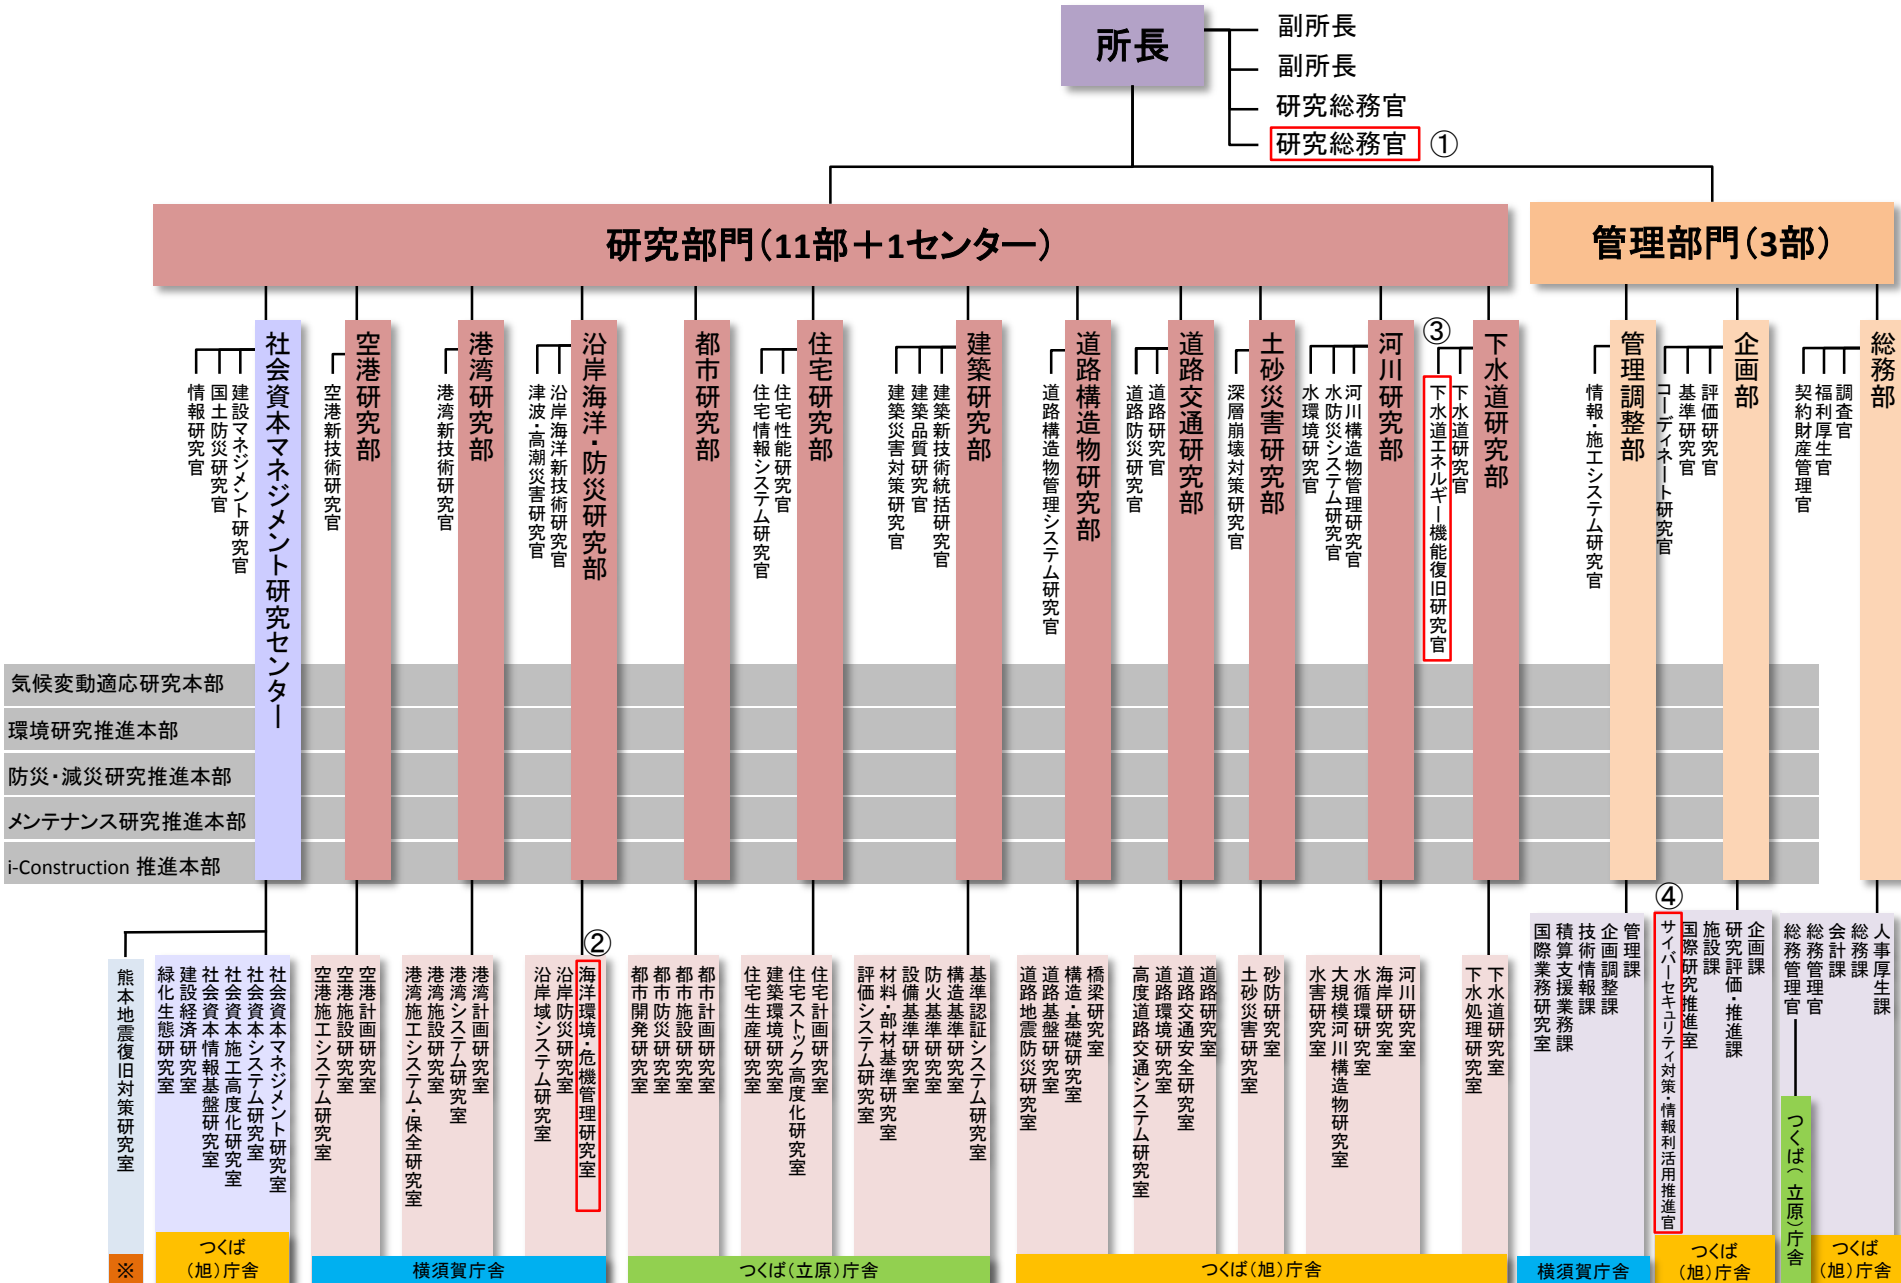 所長
副所長
副所長
研究総務官
研究総務官 ①
研究部門(11部＋1センター)
管理部門(3部)
社会資本マネジメント研究センター
建設マネジメント研究官
国土防災研究官
情報研究官
空港研究部
空港新技術研究官
港湾研究部
港湾新技術研究官
沿岸海洋・防災研究部
沿岸海洋新技術研究官
津波・高潮災害研究官
都市研究部
住宅研究部
住宅性能研究官
住宅情報システム研究官
建築研究部
建築新技術統括研究官
建築品質研究官
建築災害対策研究官
道路構造物研究部
道路構造物管理システム研究官
道路交通研究部
道路研究官
道路防災研究官
土砂災害研究部
深層崩壊対策研究官
河川研究部
河川構造物管理研究官
水防災システム研究官
水環境研究官
下水道研究部
下水道研究官
③
下水道エネルギー機能復旧研究官
管理調整部
情報・施工システム研究官
企画部
評価研究官
基準研究官
コーディネート研究官
総務部
調査官
福利厚生官
契約財産管理官
気候変動適応研究本部
環境研究推進本部
防災・減災研究推進本部
メンテナンス研究推進本部
i-Construction 推進本部
熊本地震復旧対策研究室
※
社会資本マネジメント研究室
社会資本システム研究室
社会資本施工高度化研究室
社会資本情報基盤研究室
建設経済研究室
緑化生態研究室
つくば
(旭)庁舎
空港計画研究室
空港施設研究室
空港施工システム研究室
港湾計画研究室
港湾システム研究室
港湾施設研究室
港湾施工システム・保全研究室
②
海洋環境・危機管理研究室
沿岸防災研究室
沿岸域システム研究室
横須賀庁舎
都市計画研究室
都市施設研究室
都市防災研究室
都市開発研究室
住宅計画研究室
住宅ストック高度化研究室
建築環境研究室
住宅生産研究室
基準認証システム研究室
構造基準研究室
防火基準研究室
設備基準研究室
材料・部材基準研究室
評価システム研究室
つくば(立原)庁舎
橋梁研究室
構造・基礎研究室
道路基盤研究室
道路地震防災研究室
道路研究室
道路交通安全研究室
道路環境研究室
高度道路交通システム研究室
砂防研究室
土砂災害研究室
河川研究室
海岸研究室
水循環研究室
大規模河川構造物研究室
水害研究室
下水道研究室
下水処理研究室
つくば(旭)庁舎
管理課
企画調整課
技術情報課
積算支援業務課
国際業務研究室
横須賀庁舎
④
企画課
研究評価・推進課
施設課
国際研究推進室
サイバーセキュリティ対策・情報利活用推進官
つくば
(旭)庁舎
人事厚生課
総務課
会計課
総務管理官
総務管理官
つくば(立原)庁舎
つくば
(旭)庁舎